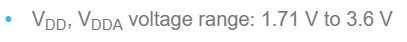 • VDD, VDDA voltage range: 1.71 V to 3.6 V